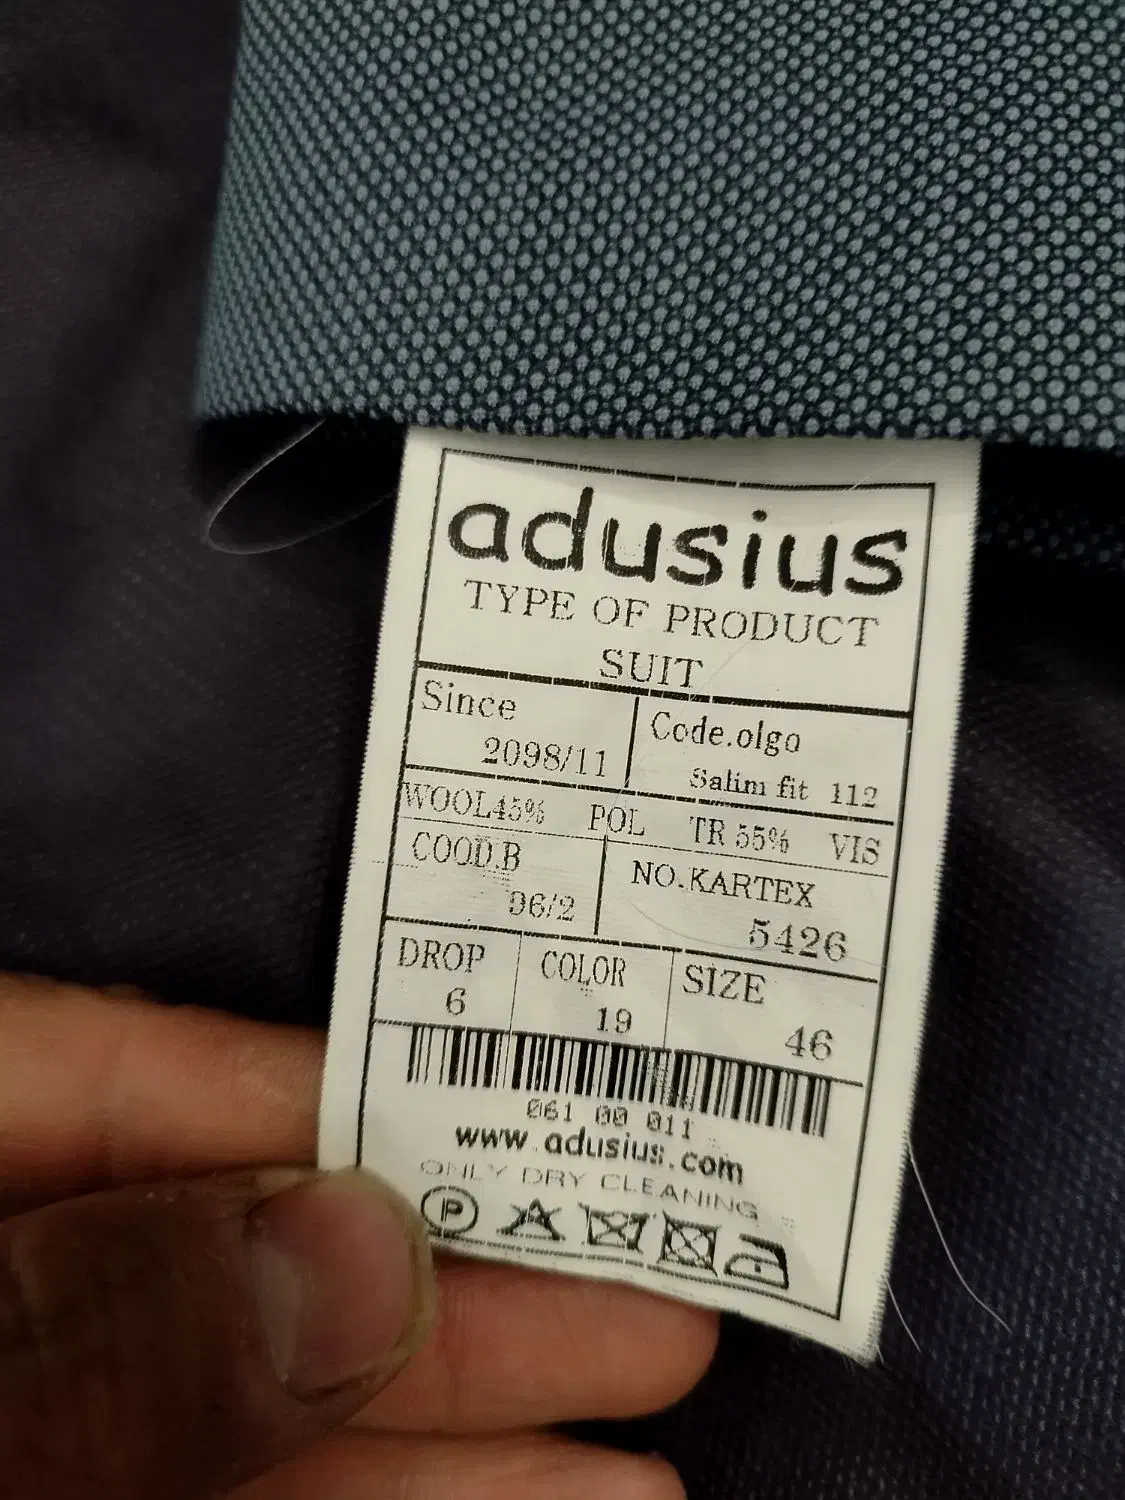 adusius
TYPE OF PRODUCT
SUIT
Since
2098/11
Code.olgo
Salim fit 112
WOOL45% POL TR 55% VIS
COOD.B
96/2
NO.KARTEX
5426
DROP
6
COLOR
19
SIZE
46
061 00 011
www.adusius.com
ONLY DRY CLEANING
P